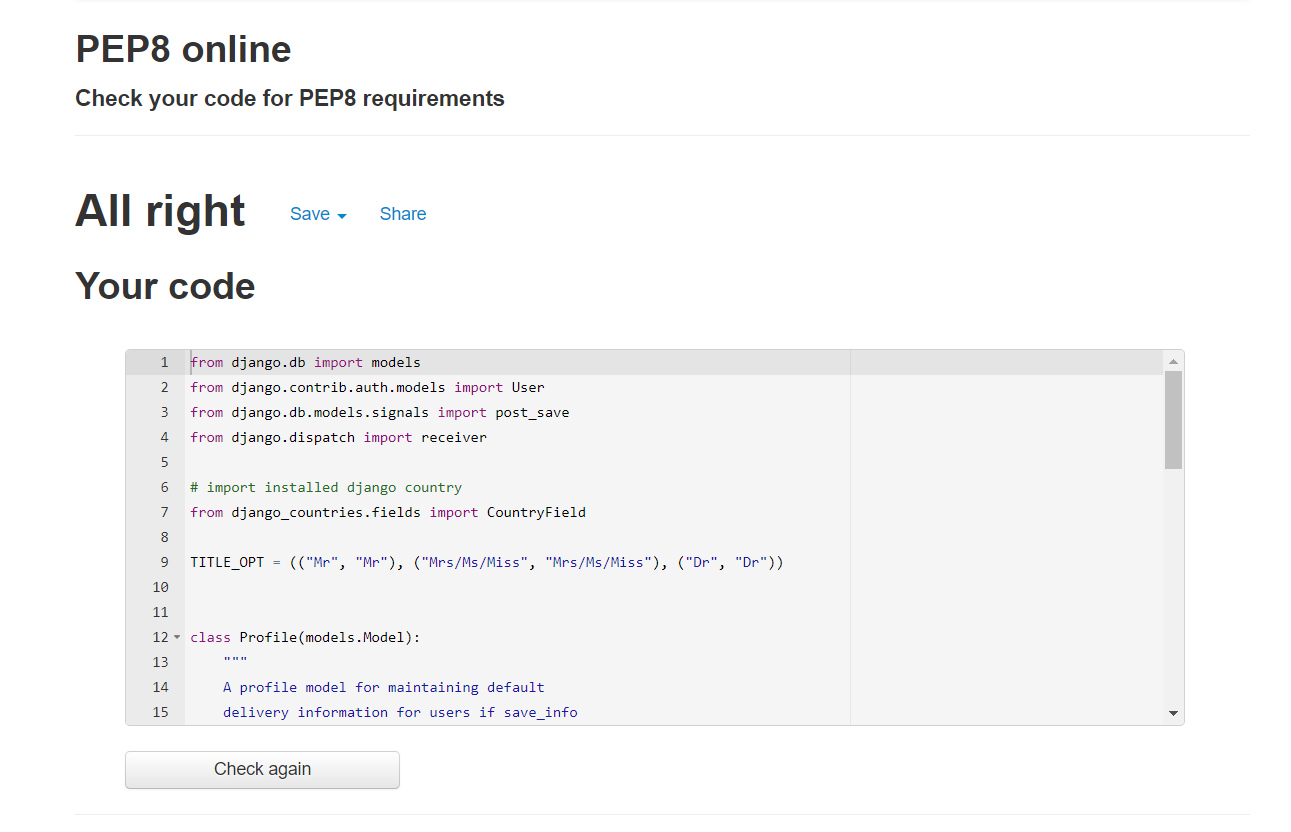 PEP8 online
Check your code for PEP8 requirements
All right Save Share
Your code
1 from django.db import models
2 from django.contrib.auth.models import User
3 from django.db.models.signals import post_save
4 from django.dispatch import receiver
5
6 # import installed django country
7 from django_countries.fields import CountryField
8
9 TITLE_OPT = (("Mr", "Mr"), ("Mrs/Ms/Miss", "Mrs/Ms/Miss"), ("Dr", "Dr"))
10
11
12 class Profile(models.Model):
13     """
14     A profile model for maintaining default
15     delivery information for users if save_info
Check again